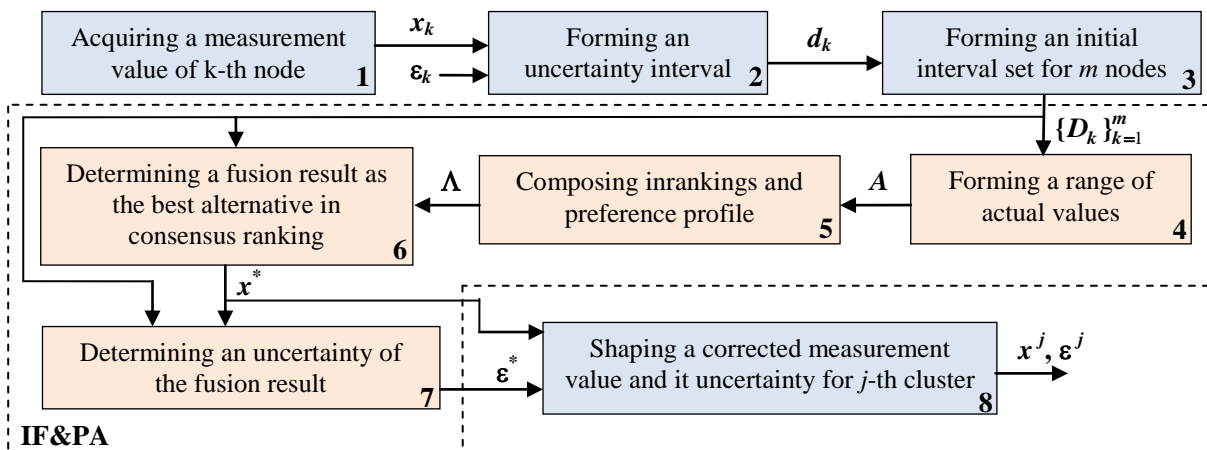 Acquiring a measurement
value of k-th node
1
x_k
ε_k
Forming an
uncertainty interval
2
d_k
Forming an initial
interval set for m nodes
3
{D_k}_{k=1}^m
Determining a fusion result as
the best alternative in
consensus ranking
6
Λ
Composing inrankings and
preference profile
5
A
Forming a range of
actual values
4
x*
Determining an uncertainty of
the fusion result
7
ε*
Shaping a corrected measurement
value and it uncertainty for j-th cluster
8
x^j, ε^j
IF&PA